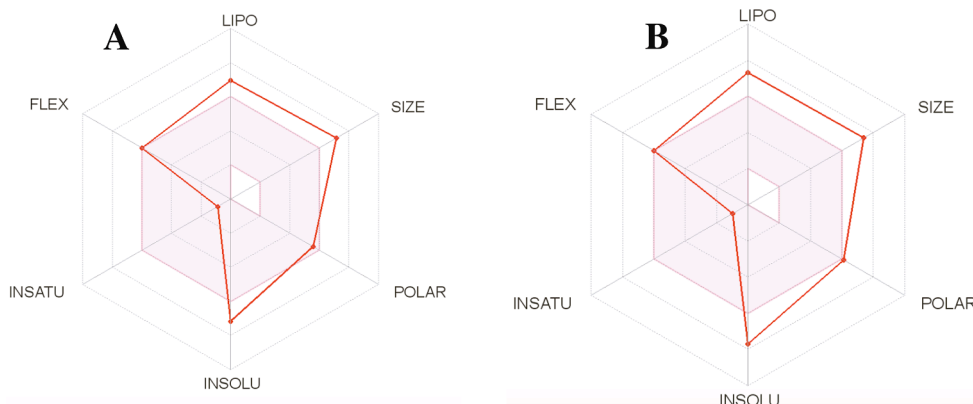 A
LIPO
FLEX
SIZE
INSATU
POLAR
INSOLU
B
LIPO
FLEX
SIZE
INSATU
POLAR
INSOLU